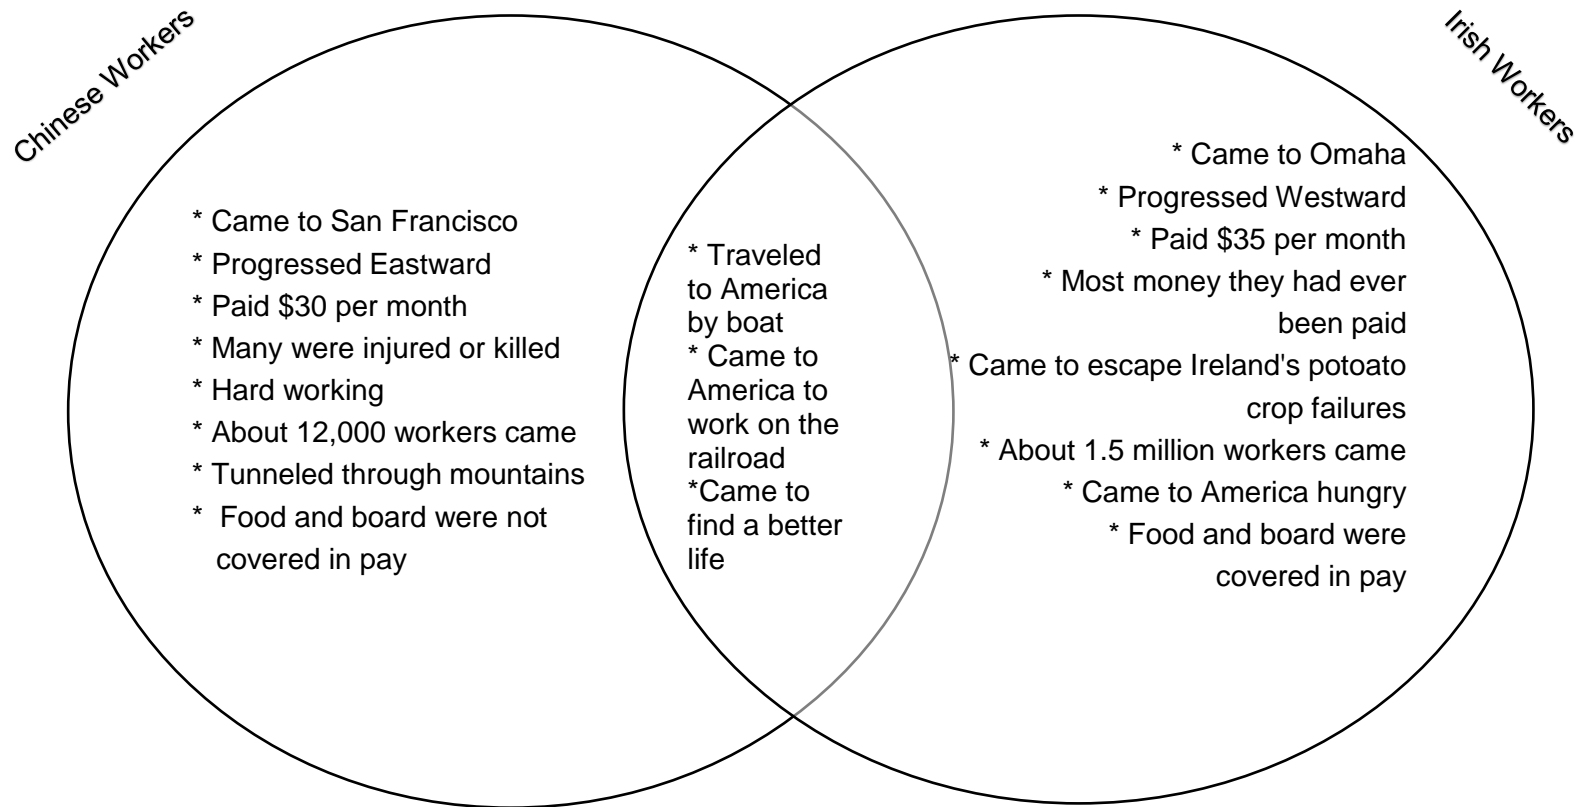 Chinese Workers
* Came to San Francisco
* Progressed Eastward
* Paid $30 per month
* Many were injured or killed
* Hard working
* About 12,000 workers came
* Tunneled through mountains
* Food and board were not
covered in pay
* Traveled
to America
by boat
* Came to
America to
work on the
railroad
*Came to
find a better
life
Irish Workers
* Came to Omaha
* Progressed Westward
* Paid $35 per month
* Most money they had ever
been paid
* Came to escape Ireland's potoato
crop failures
* About 1.5 million workers came
* Came to America hungry
* Food and board were
covered in pay